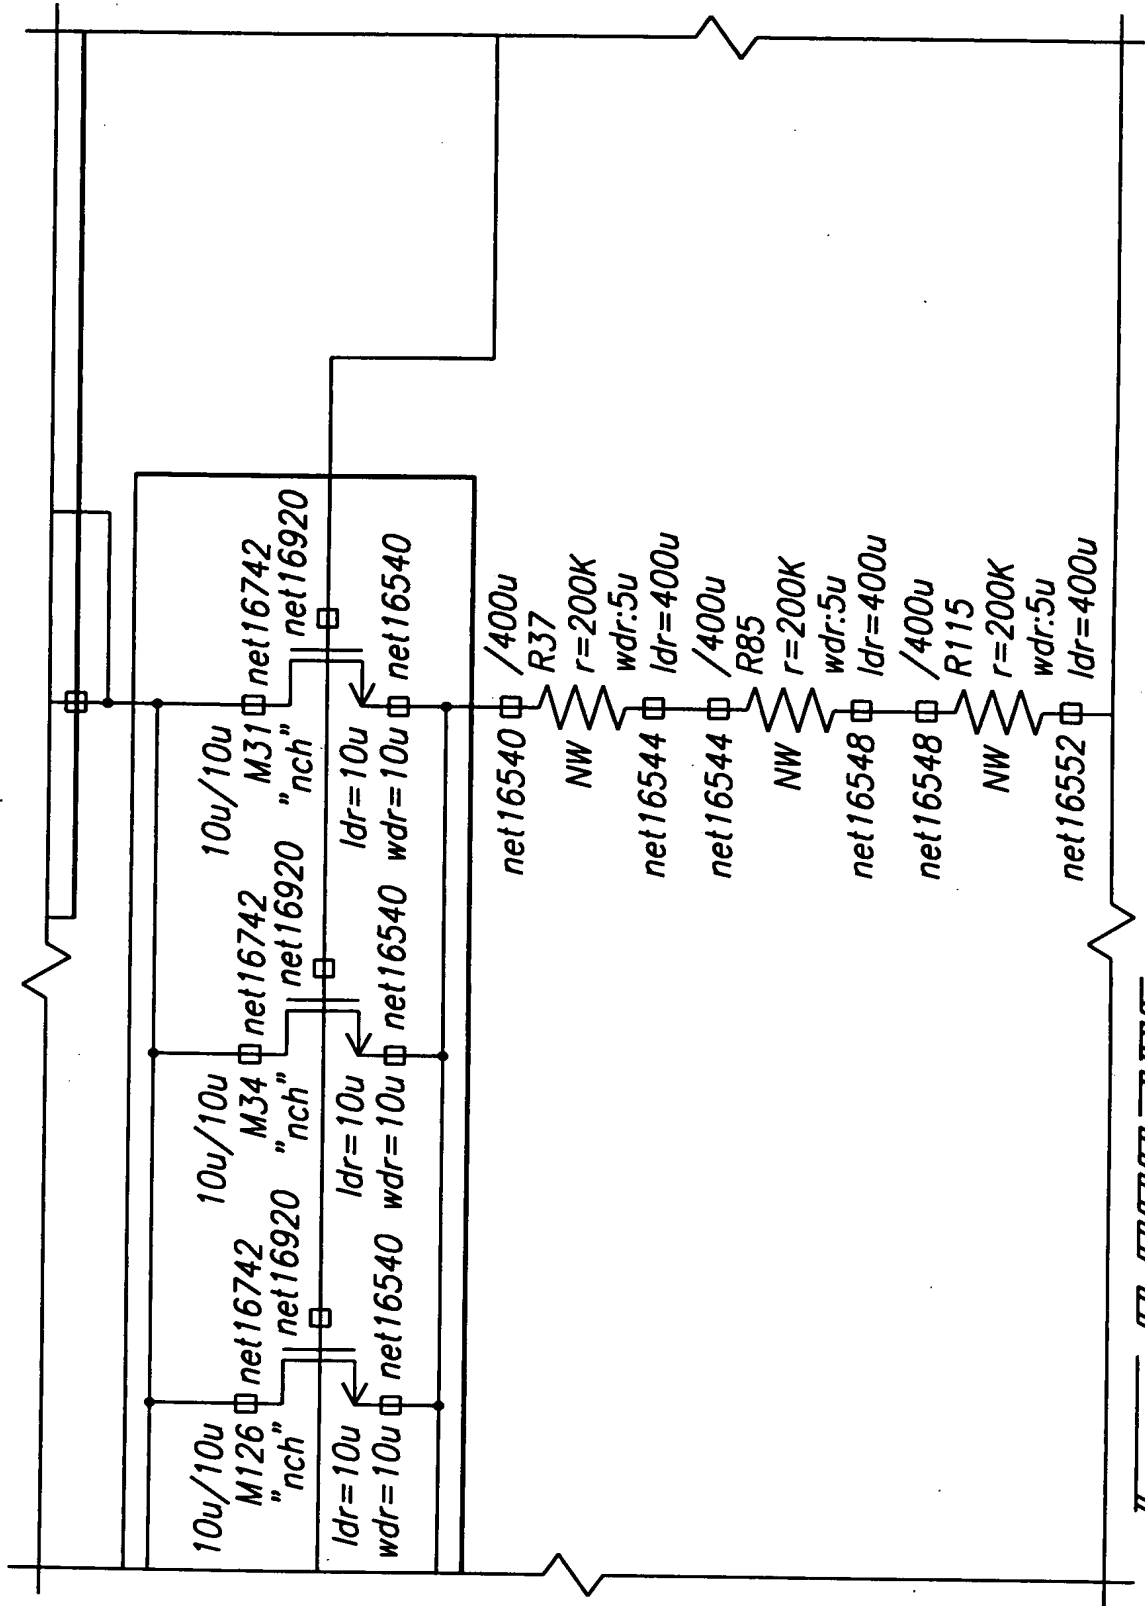 10u/10u
M126
net16742
"nch"
net16920
ldr=10u
wdr=10u
net16540
10u/10u
M34
net16742
"nch"
net16920
ldr=10u
wdr=10u
net16540
10u/10u
M31
net16742
"nch"
net16920
ldr=10u
wdr=10u
net16540
net16540
/400u
R37
NW
r=200K
wdr:5u
net16544
ldr=400u
net16544
/400u
R85
NW
r=200K
wdr:5u
net16548
ldr=400u
net16548
/400u
R115
NW
r=200K
wdr:5u
net16552
ldr=400u